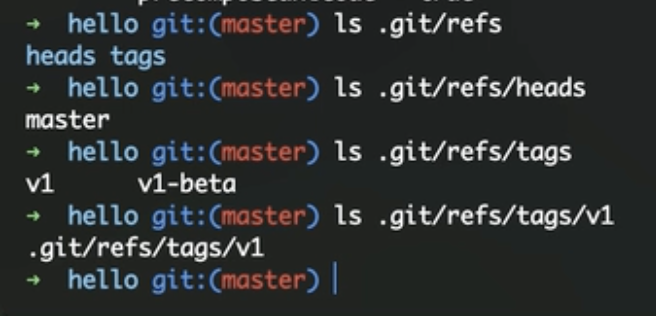 ➜ hello git:(master) ls .git/refs
heads tags
➜ hello git:(master) ls .git/refs/heads
master
➜ hello git:(master) ls .git/refs/tags
v1 v1-beta
➜ hello git:(master) ls .git/refs/tags/v1
.git/refs/tags/v1
➜ hello git:(master)